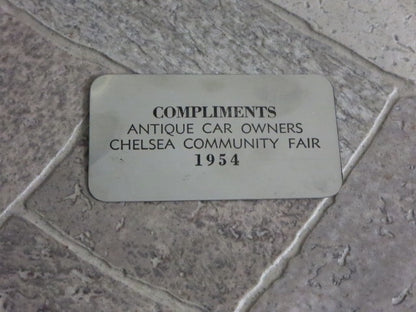 COMPLIMENTS
ANTIQUE CAR OWNERS
CHELSEA COMMUNITY FAIR
1954